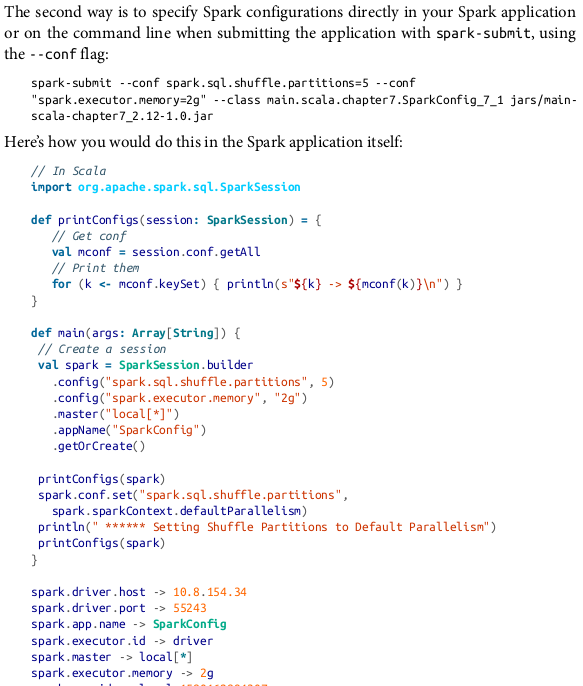 The second way is to specify Spark configurations directly in your Spark application
or on the command line when submitting the application with spark-submit, using
the --conf flag:
spark-submit --conf spark.sql.shuffle.partitions=5 --conf
"spark.executor.memory=2g" --class main.scala.chapter7.SparkConfig_7_1 jars/main-
scala-chapter7_2.12-1.0.jar
Here's how you would do this in the Spark application itself:
// In Scala
import org.apache.spark.sql.SparkSession
def printConfigs(session: SparkSession) = {
// Get conf
val mconf = session.conf.getAll
// Print them
for (k <- mconf.keySet) { println(s"${k} -> ${mconf(k)}\n") }
}
def main(args: Array[String]) {
// Create a session
val spark = SparkSession.builder
.config("spark.sql.shuffle.partitions", 5)
.config("spark.executor.memory", "2g")
.master("local[*]")
.appName("SparkConfig")
.getOrCreate()
printConfigs(spark)
spark.conf.set("spark.sql.shuffle.partitions",
spark.sparkContext.defaultParallelism)
println(" ****** Setting Shuffle Partitions to Default Parallelism")
printConfigs(spark)
}
spark.driver.host -> 10.8.154.34
spark.driver.port -> 55243
spark.app.name -> SparkConfig
spark.executor.id -> driver
spark.master -> local[*]
spark.executor.memory -> 2g